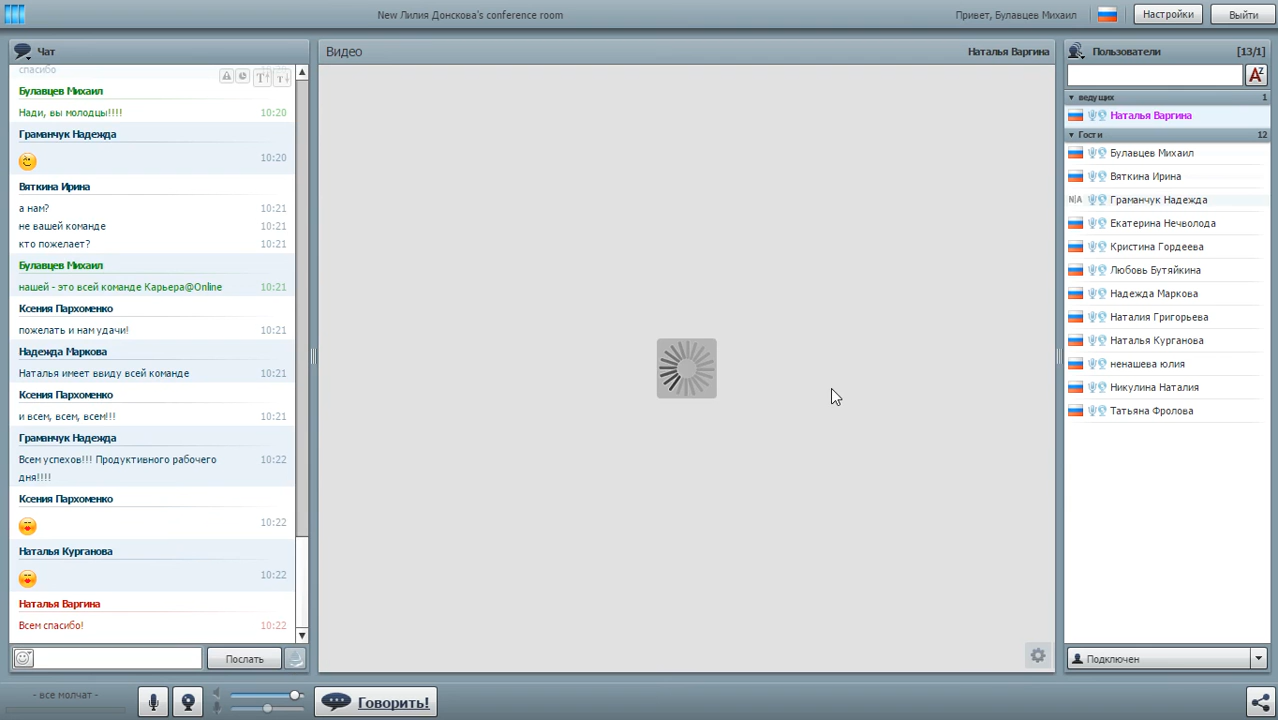 New Лилия Донскова's conference room
Привет, Булавцев Михаил
Настройки
Выйти
Чат
спасибо
Булавцев Михаил
Нади, вы молодцы!!!! 10:20
Граманчук Надежда
10:20
Вяткина Ирина
а нам? 10:21
не вашей команде 10:21
кто пожелает? 10:21
Булавцев Михаил
нашей - это всей команде Карьера@Online 10:21
Ксения Пархоменко
пожелать и нам удачи! 10:21
Надежда Маркова
Наталья имеет ввиду всей команде 10:21
Ксения Пархоменко
и всем, всем, всем!!! 10:21
Граманчук Надежда
Всем успехов!!! Продуктивного рабочего 10:22
дня!!!!
Ксения Пархоменко
10:22
Наталья Курганова
10:22
Наталья Варгина
Всем спасибо! 10:22
Послать
- все молчат -
Говорить!
Видео
Наталья Варгина
Пользователи [13/1]
ведущих 1
Наталья Варгина
Гости 12
Булавцев Михаил
Вяткина Ирина
N|A Граманчук Надежда
Екатерина Нечволода
Кристина Гордеева
Любовь Бутяйкина
Надежда Маркова
Наталия Григорьева
Наталья Курганова
ненашева юлия
Никулина Наталия
Татьяна Фролова
Подключен